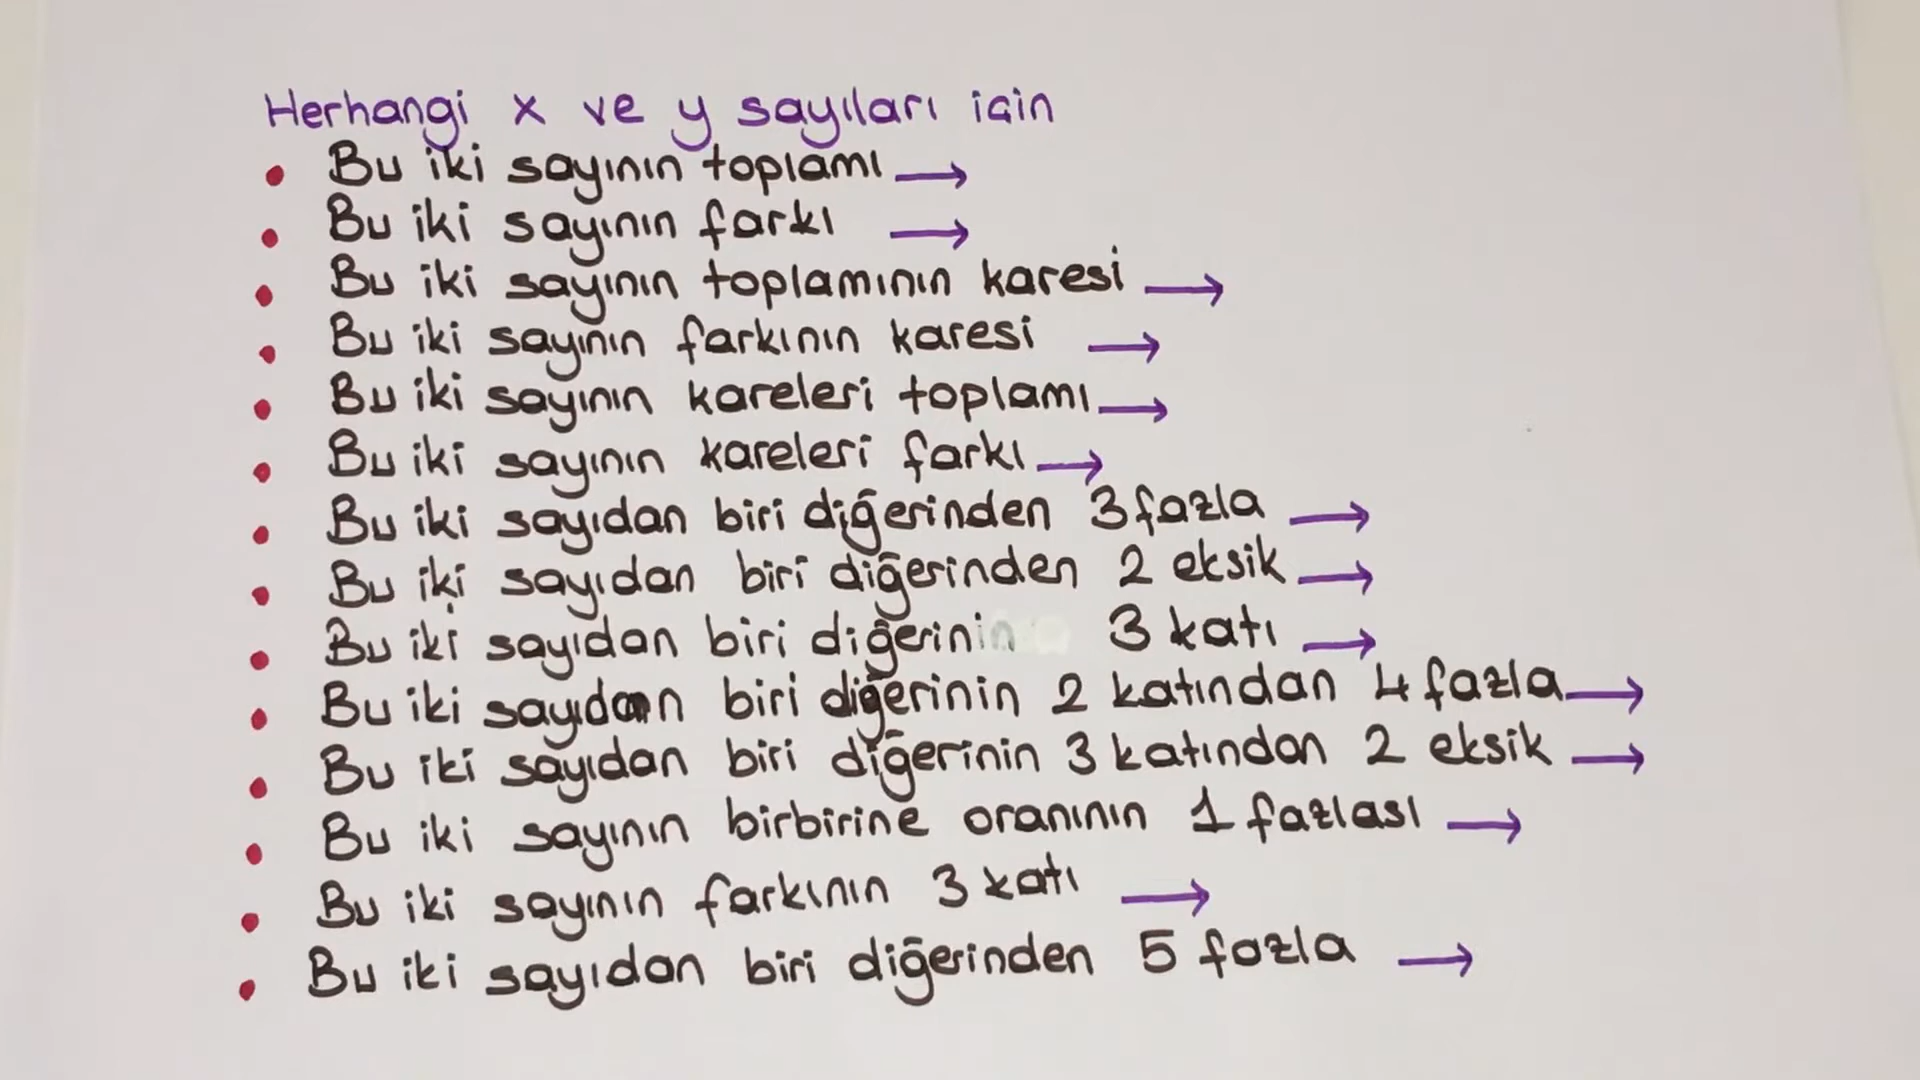 Herhangi x ve y sayıları için
• Bu iki sayının toplamı →
• Bu iki sayının farkı →
• Bu iki sayının toplamının karesi →
• Bu iki sayının farkının karesi →
• Bu iki sayının kareleri toplamı →
• Bu iki sayının kareleri farkı →
• Bu iki sayıdan biri diğerinden 3 fazla →
• Bu iki sayıdan biri diğerinden 2 eksik →
• Bu iki sayıdan biri diğerinin 3 katı →
• Bu iki sayıdan biri diğerinin 2 katından 4 fazla →
• Bu iki sayıdan biri diğerinin 3 katından 2 eksik →
• Bu iki sayının birbirine oranının 1 fazlası →
• Bu iki sayının farkının 3 katı →
• Bu iki sayıdan biri diğerinden 5 fazla →